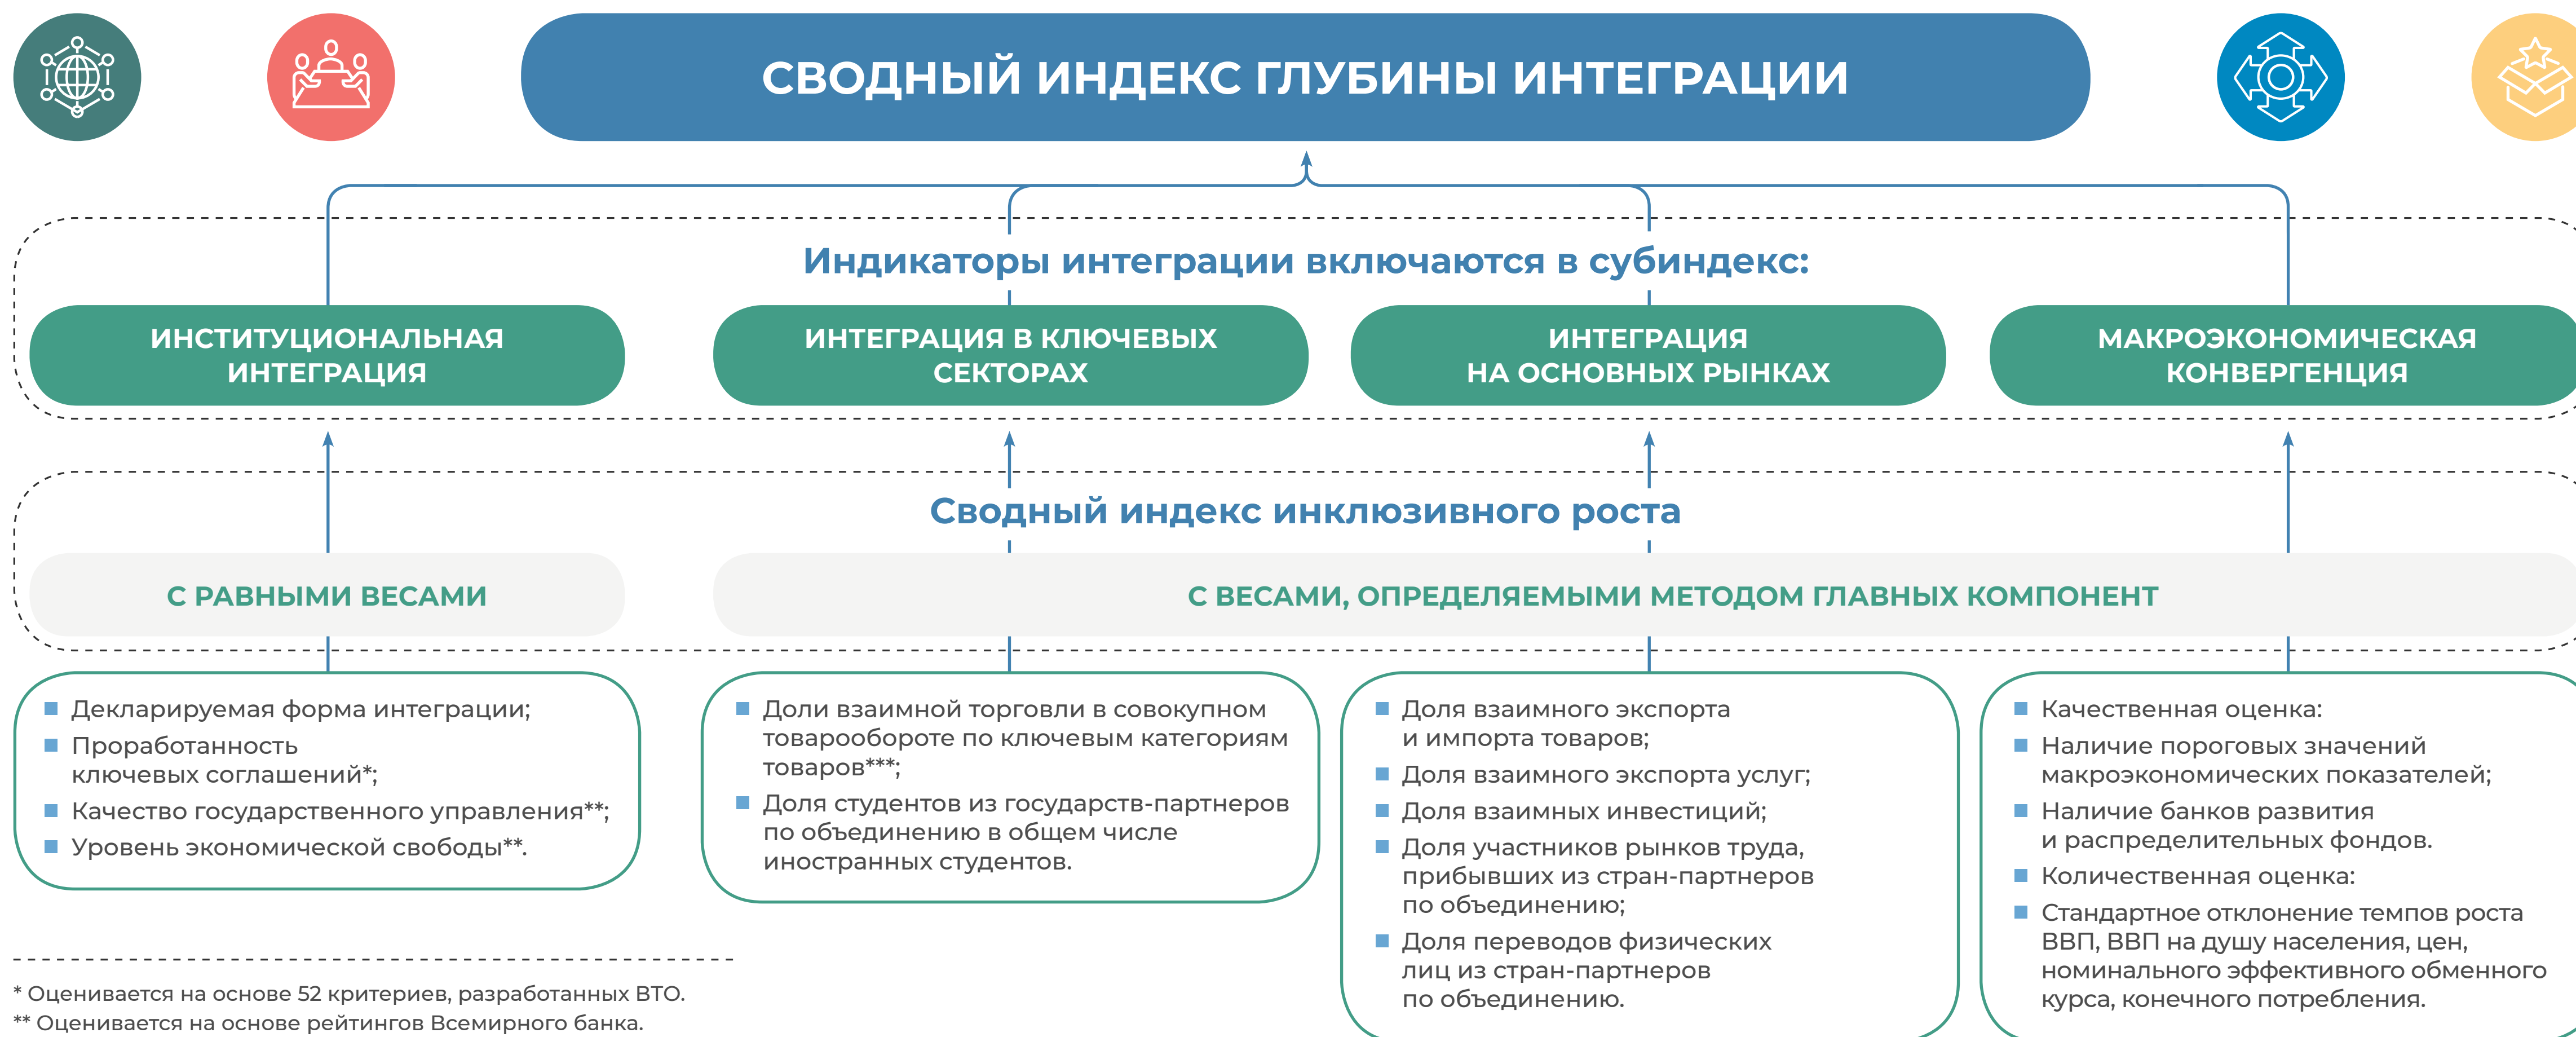 СВОДНЫЙ ИНДЕКС ГЛУБИНЫ ИНТЕГРАЦИИ
Индикаторы интеграции включаются в субиндекс:
ИНСТИТУЦИОНАЛЬНАЯ
ИНТЕГРАЦИЯ
ИНТЕГРАЦИЯ В КЛЮЧЕВЫХ
СЕКТОРАХ
ИНТЕГРАЦИЯ
НА ОСНОВНЫХ РЫНКАХ
МАКРОЭКОНОМИЧЕСКАЯ
КОНВЕРГЕНЦИЯ
Сводный индекс инклюзивного роста
С РАВНЫМИ ВЕСАМИ
С ВЕСАМИ, ОПРЕДЕЛЯЕМЫМИ МЕТОДОМ ГЛАВНЫХ КОМПОНЕНТ
Декларируемая форма интеграции;
Проработанность
ключевых соглашений*;
Качество государственного управления**;
Уровень экономической свободы**.
Доли взаимной торговли в совокупном
товарообороте по ключевым категориям
товаров***;
Доля студентов из государств-партнеров
по объединению в общем числе
иностранных студентов.
Доля взаимного экспорта
и импорта товаров;
Доля взаимного экспорта услуг;
Доля взаимных инвестиций;
Доля участников рынков труда,
прибывших из стран-партнеров
по объединению;
Доля переводов физических
лиц из стран-партнеров
по объединению.
Качественная оценка:
Наличие пороговых значений
макроэкономических показателей;
Наличие банков развития
и распределительных фондов.
Количественная оценка:
Стандартное отклонение темпов роста
ВВП, ВВП на душу населения, цен,
номинального эффективного обменного
курса, конечного потребления.
* Оценивается на основе 52 критериев, разработанных ВТО.
** Оценивается на основе рейтингов Всемирного банка.